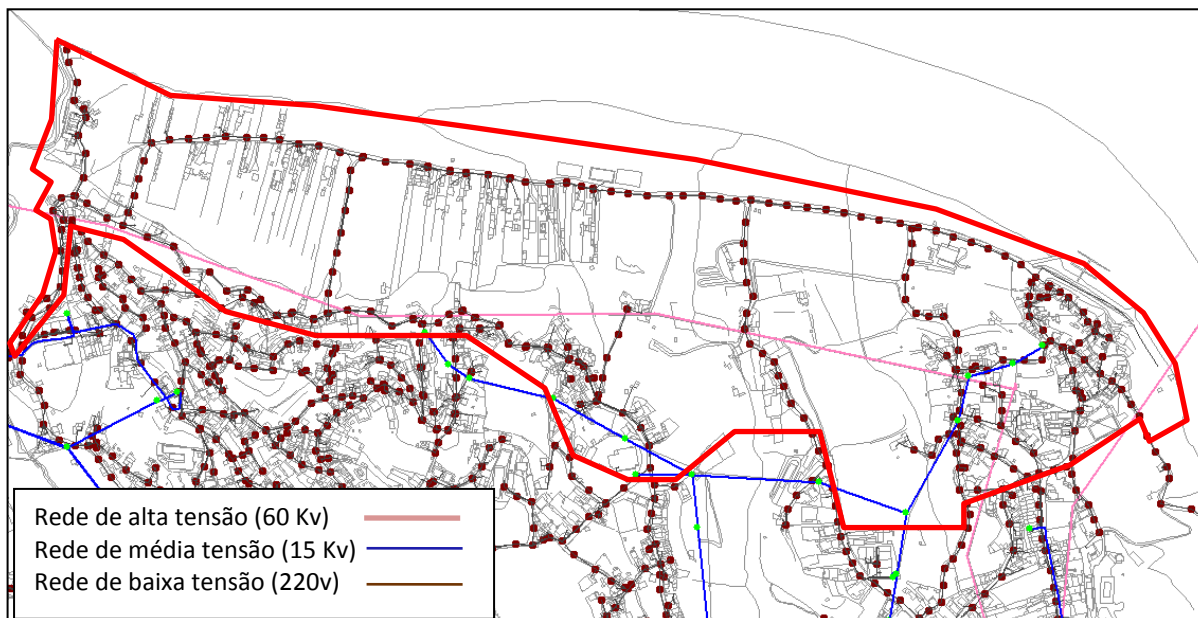 Rede de alta tensão (60 Kv)
Rede de média tensão (15 Kv)
Rede de baixa tensão (220v)